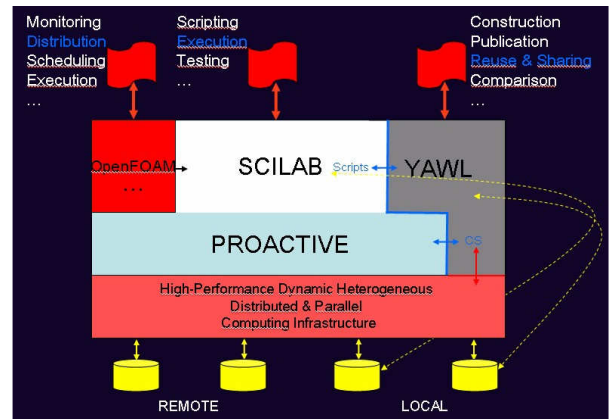 Monitoring
Distribution
Scheduling
Execution
...
Scripting
Execution
Testing
...
Construction
Publication
Reuse & Sharing
Comparison
...
OpenFOAM
...
SCILAB
Scripts
YAWL
PROACTIVE
CS
High-Performance Dynamic Heterogeneous
Distributed & Parallel
Computing Infrastructure
REMOTE
LOCAL